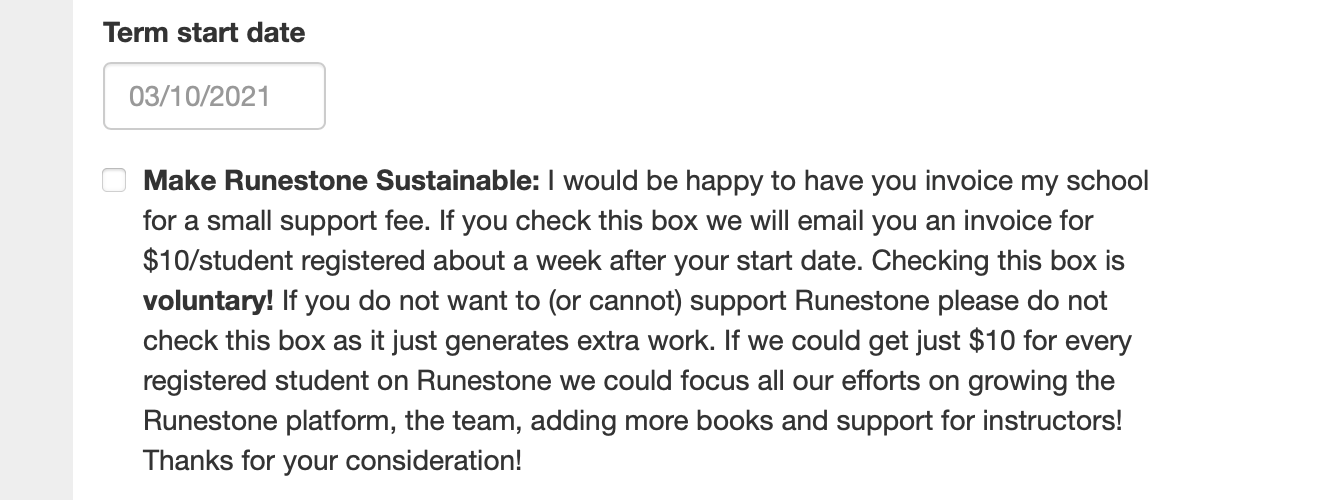 Term start date
03/10/2021
Make Runestone Sustainable: I would be happy to have you invoice my school
for a small support fee. If you check this box we will email you an invoice for
$10/student registered about a week after your start date. Checking this box is
voluntary! If you do not want to (or cannot) support Runestone please do not
check this box as it just generates extra work. If we could get just $10 for every
registered student on Runestone we could focus all our efforts on growing the
Runestone platform, the team, adding more books and support for instructors!
Thanks for your consideration!